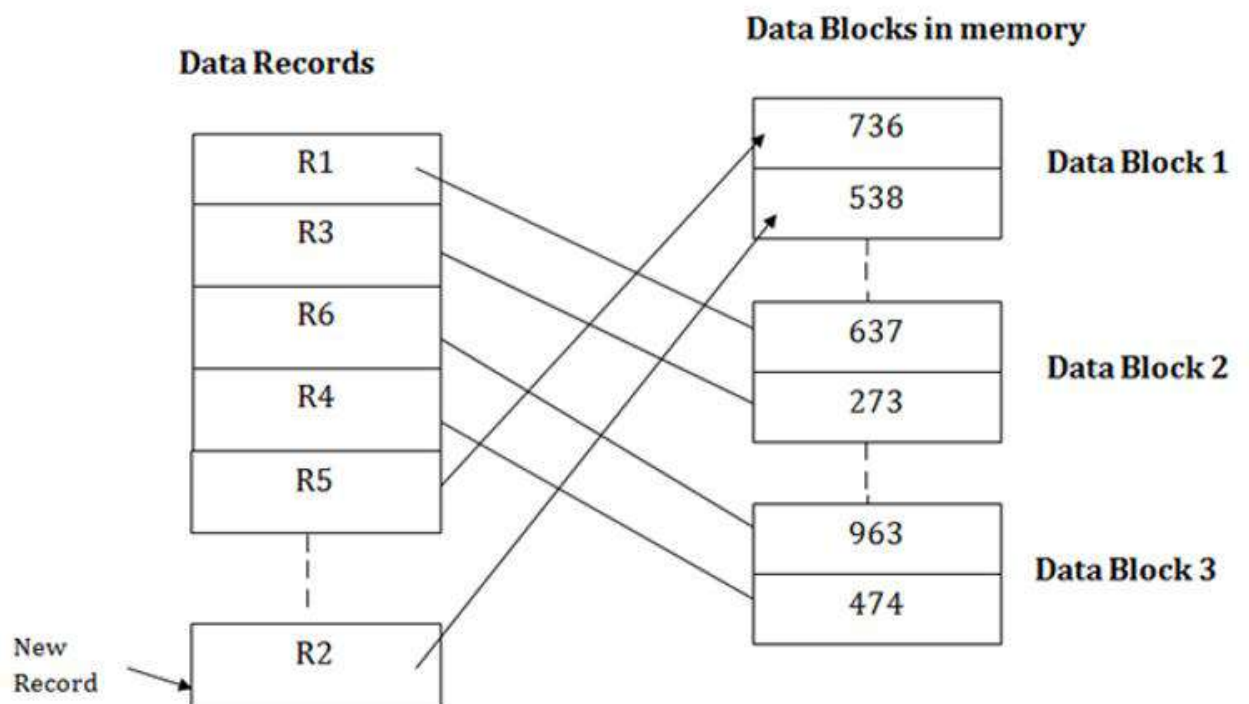 Data Records
R1
R3
R6
R4
R5
R2
New
Record
Data Blocks in memory
736
538
Data Block 1
637
273
Data Block 2
963
474
Data Block 3